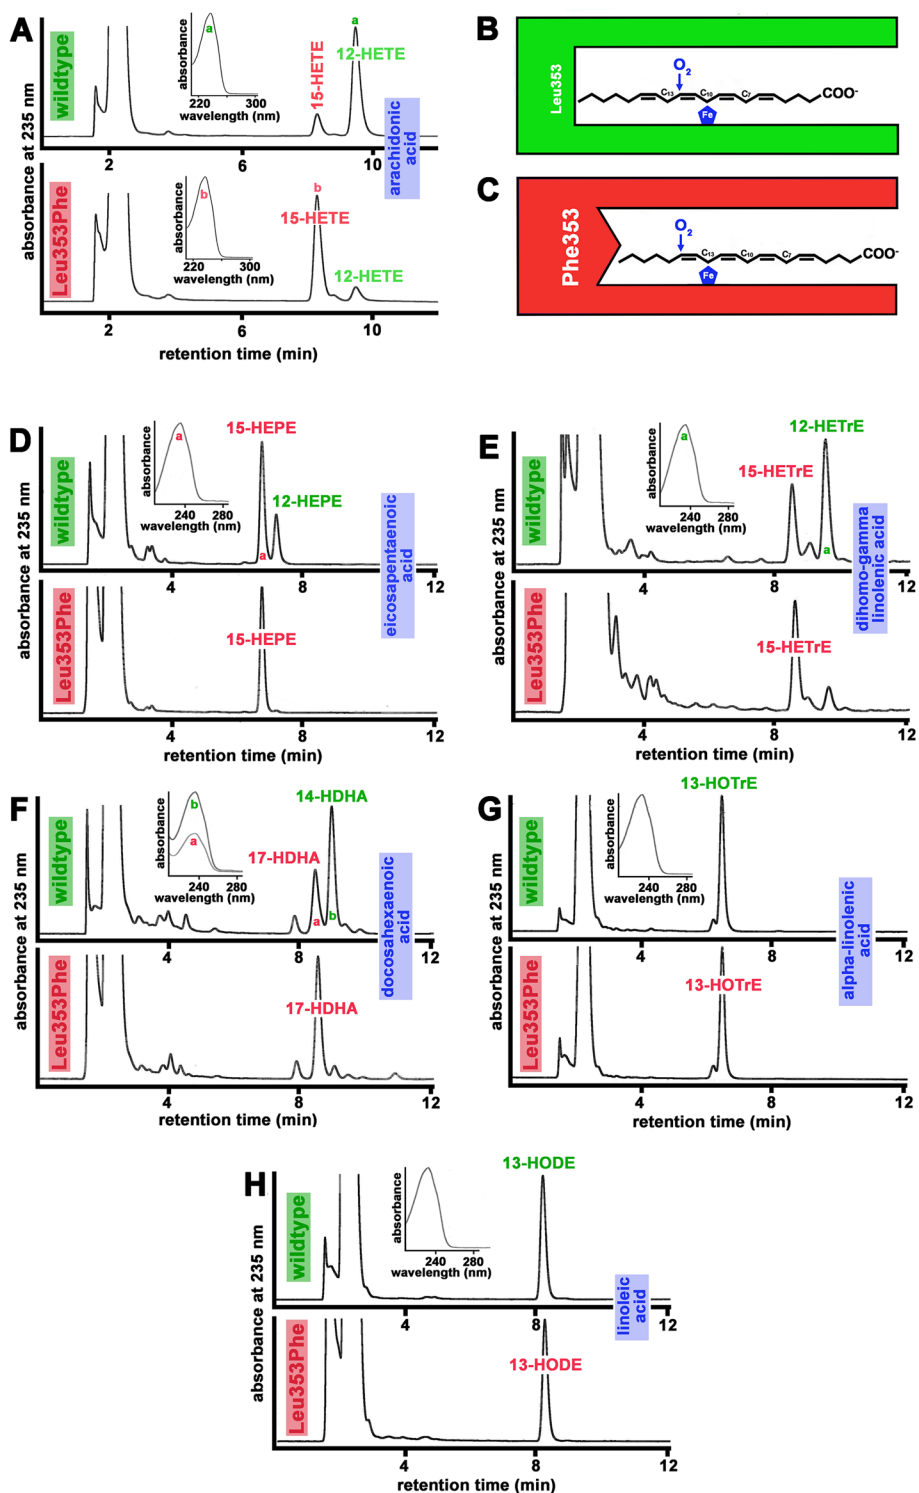 A
wildtype
absorbance
a
220
300
wavelength (nm)
15-HETE
a
12-HETE
2
6
10
absorbance at 235 nm
Leu353Phe
absorbance
b
220
300
wavelength (nm)
b
15-HETE
12-HETE
2
6
10
retention time (min)
arachidonic
acid
B
Leu353
O2
C13
C10
C7
COO-
Fe
C
Phe353
O2
C13
C10
C7
COO-
Fe
D
wildtype
absorbance
a
240
280
wavelength (nm)
15-HEPE
12-HEPE
a
4
8
12
absorbance at 235 nm
Leu353Phe
15-HEPE
4
8
12
retention time (min)
eicosapentaenoic
acid
E
wildtype
absorbance
a
240
280
wavelength (nm)
15-HETrE
12-HETrE
a
4
8
12
absorbance at 235 nm
Leu353Phe
15-HETrE
4
8
12
retention time (min)
dihomo-gamma
linolenic acid
F
wildtype
absorbance
b
a
240
280
wavelength (nm)
14-HDHA
17-HDHA
a
b
4
8
12
absorbance at 235 nm
Leu353Phe
17-HDHA
4
8
12
retention time (min)
docosahexaenoic
acid
G
wildtype
absorbance
240
280
wavelength (nm)
13-HOTrE
4
8
12
absorbance at 235 nm
Leu353Phe
13-HOTrE
4
8
12
retention time (min)
alpha-linolenic
acid
H
wildtype
absorbance
240
280
wavelength (nm)
13-HODE
4
8
12
absorbance at 235 nm
Leu353Phe
13-HODE
4
8
12
retention time (min)
linoleic
acid